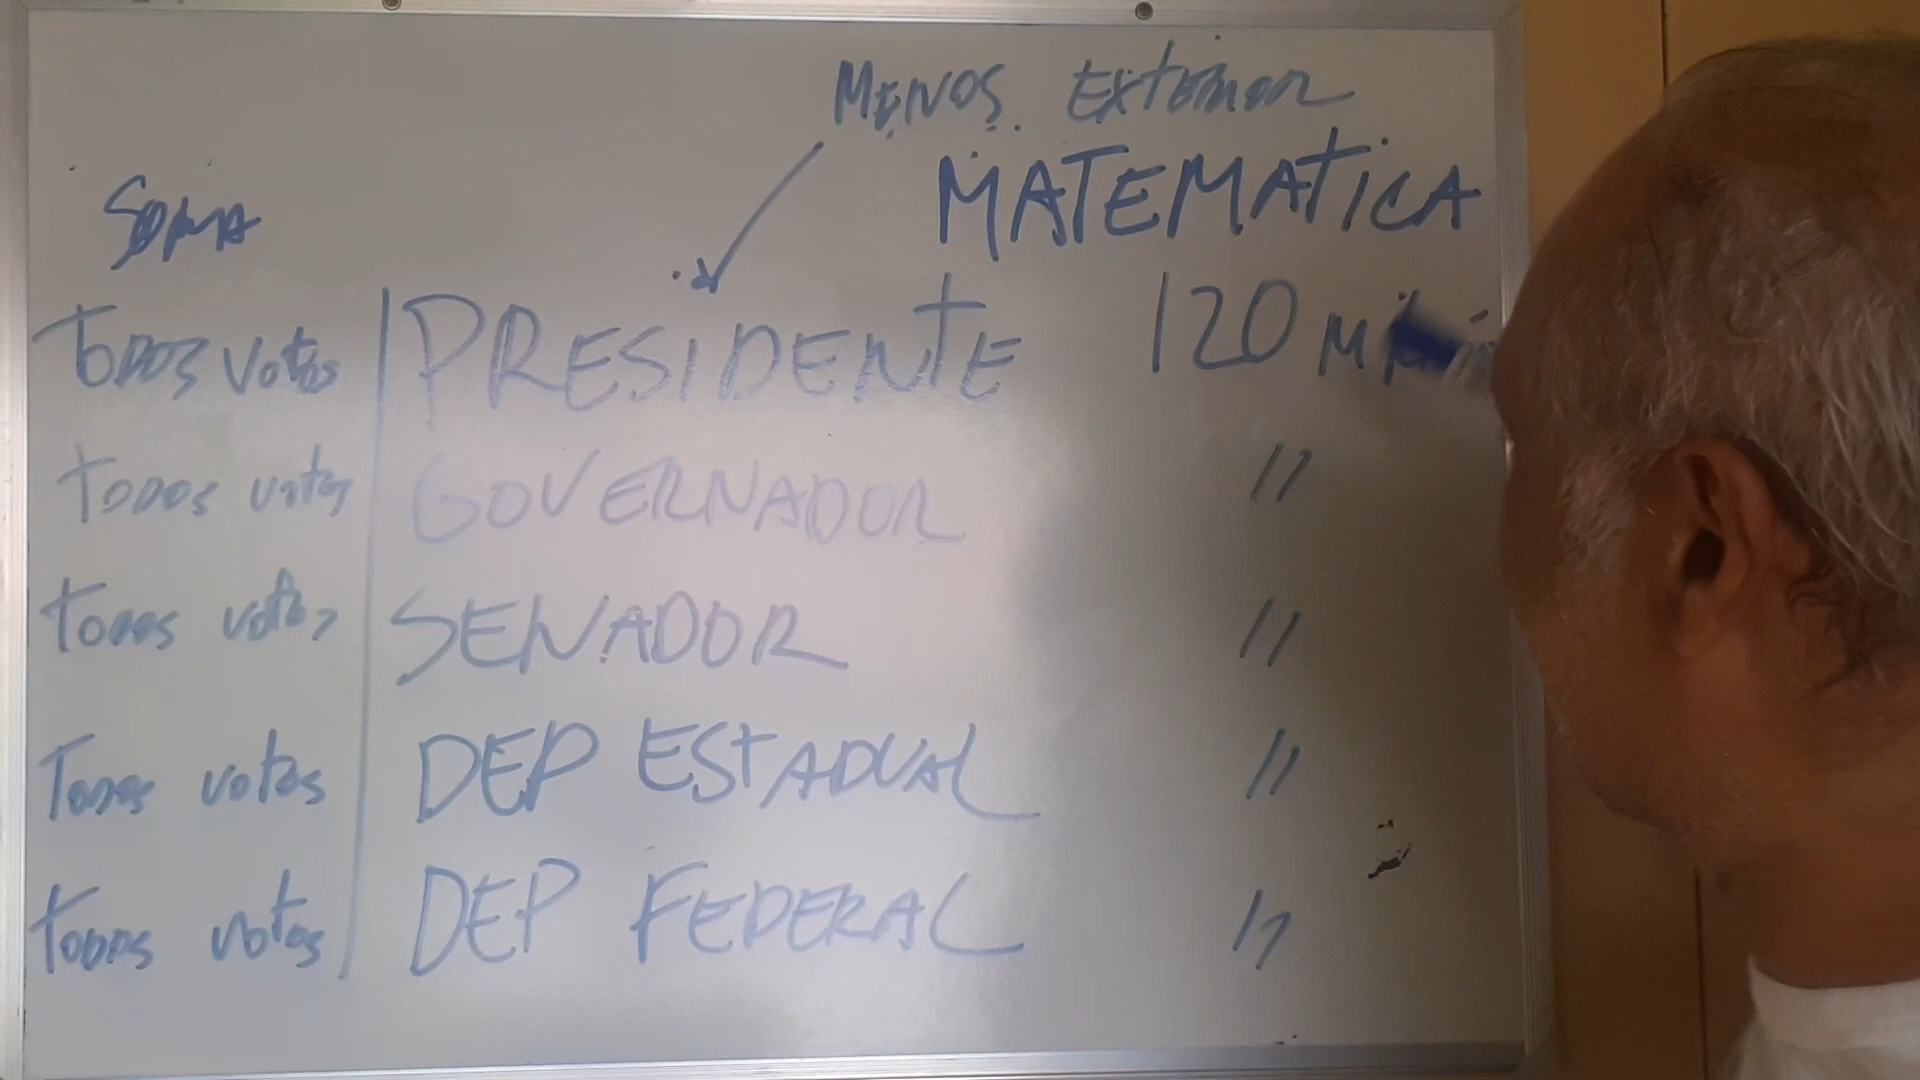 MENOS EXTERIOR
MATEMATICA
SOMA
TODOS VOTOS PRESIDENTE 120
TODOS VOTOS GOVERNADOR "
TODOS VOTOS SENADOR "
TODOS VOTOS DEP ESTADUAL "
TODOS VOTOS DEP FEDERAL "